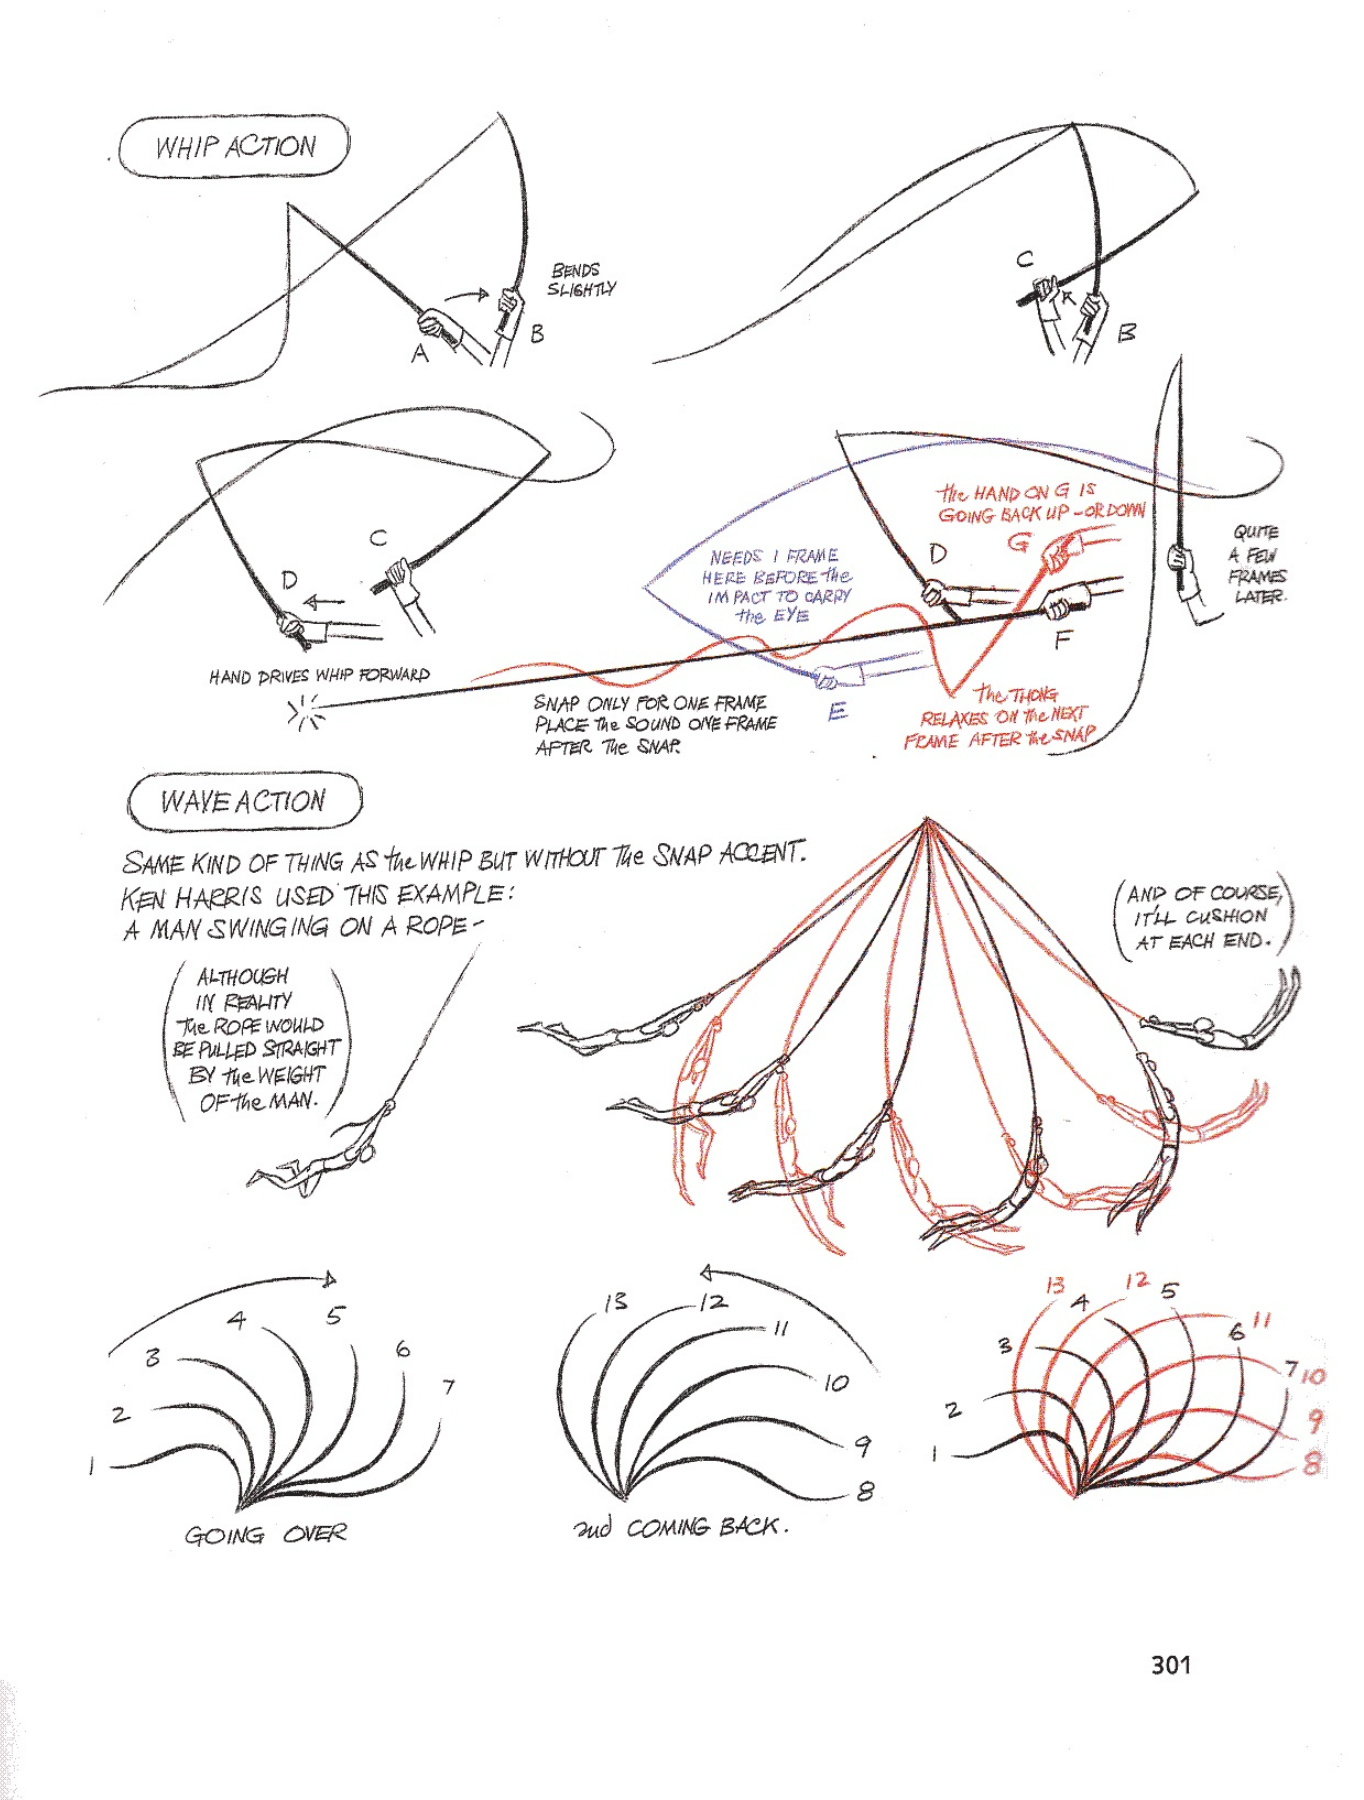 WHIP ACTION
BENDS
SLIGHTLY
A
B
C
B
C
D
HAND DRIVES WHIP FORWARD
The HAND ON G IS
GOING BACK UP – OR DOWN
G
D
NEEDS 1 FRAME
HERE BEFORE the
IMPACT TO CARRY
the EYE
F
E
QUITE
A FEW
FRAMES
LATER.
SNAP ONLY FOR ONE FRAME
PLACE the SOUND ONE FRAME
AFTER The SNAP.
the THONG
RELAXES ON The NEXT
FRAME AFTER the SNAP
WAVE ACTION
SAME KIND OF THING AS the WHIP BUT WITHOUT The SNAP ACCENT.
KEN HARRIS USED THIS EXAMPLE:
A MAN SWINGING ON A ROPE –
(ALTHOUGH
IN REALITY
The ROPE WOULD
BE PULLED STRAIGHT
BY the WEIGHT
OF the MAN.)
(AND OF COURSE,
IT'LL CUSHION
AT EACH END.)
1
2
3
4
5
6
7
GOING OVER
13
12
11
10
9
8
and COMING BACK.
13
4
12
5
3
6
11
2
7
10
1
9
8
301